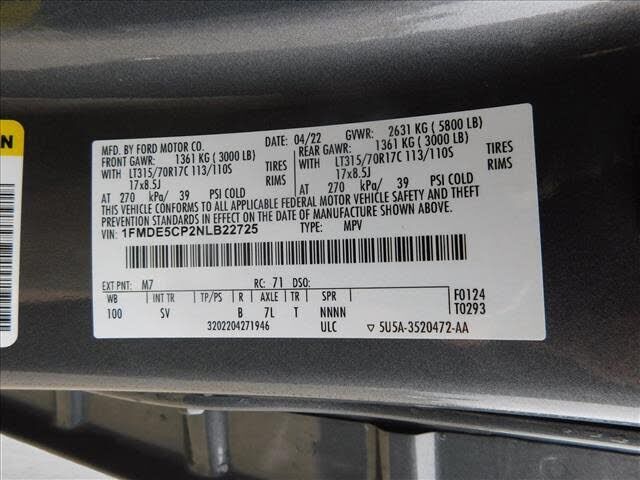 N
MFD. BY FORD MOTOR CO. 04/22 GVWR: 2631 KG ( 5800 LB)
FRONT GAWR: 1361 KG ( 3000 LB) REAR GAWR: 1361 KG ( 3000 LB)
WITH LT315/70R17C 113/110S TIRES WITH LT315/70R17C 113/110S TIRES
17x8.5J RIMS 17x8.5J RIMS
AT 270 kPa/ 39 PSI COLD AT 270 kPa/ 39 PSI COLD
THIS VEHICLE CONFORMS TO ALL APPLICABLE FEDERAL MOTOR VEHICLE SAFETY AND THEFT
PREVENTION STANDARDS IN EFFECT ON THE DATE OF MANUFACTURE SHOWN ABOVE.
VIN: 1FMDE5CP2NLB22725 TYPE: MPV
EXT PNT: M7 RC: 71 DSO:
WB INT TR TP/PS R AXLE TR SPR F0124
100 SV B 7L T NNNN T0293
3202204271946 ULC ▽ 5U5A-3520472-AA